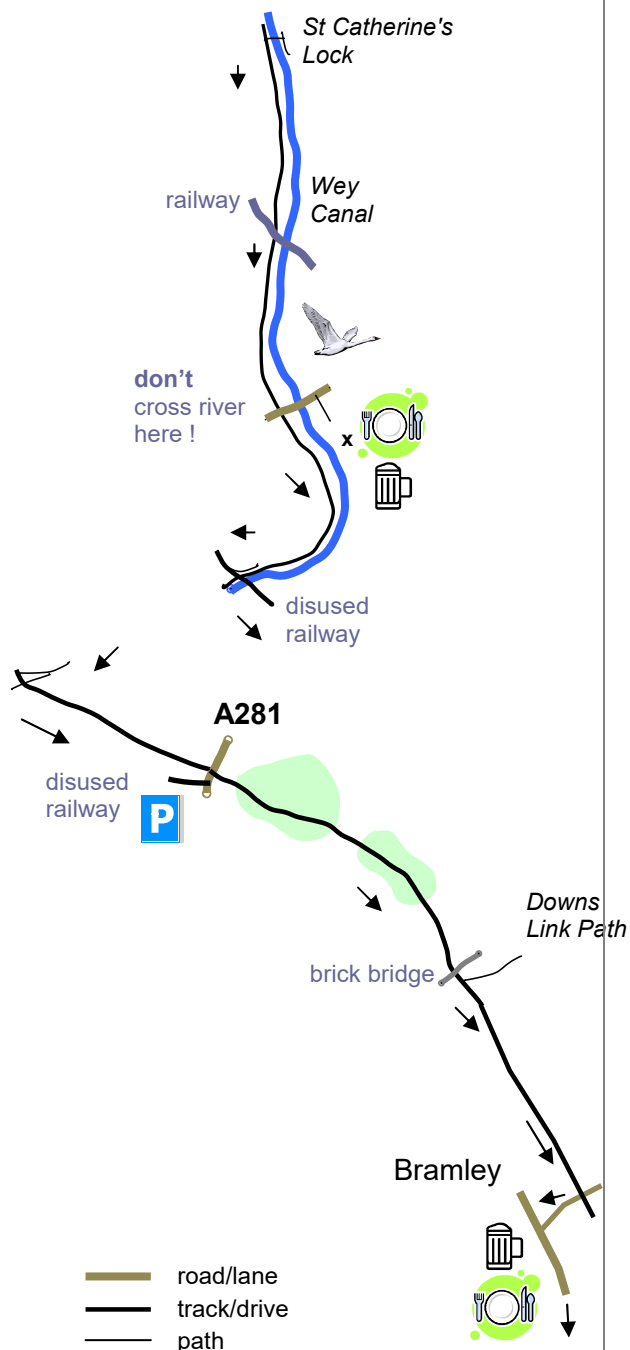 St Catherine's
Lock
Wey
Canal
railway
don't
cross river
here !
x
disused
railway
A281
disused
railway
P
Downs
Link Path
brick bridge
Bramley
road/lane
track/drive
path